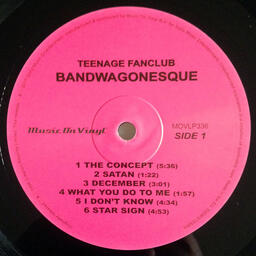 TEENAGE FANCLUB
BANDWAGONESQUE
Music On Vinyl
MOVLP336
SIDE 1
1 THE CONCEPT (5:36)
2 SATAN (1:22)
3 DECEMBER (3:01)
4 WHAT YOU DO TO ME (1:57)
5 I DON'T KNOW (4:34)
6 STAR SIGN (4:53)